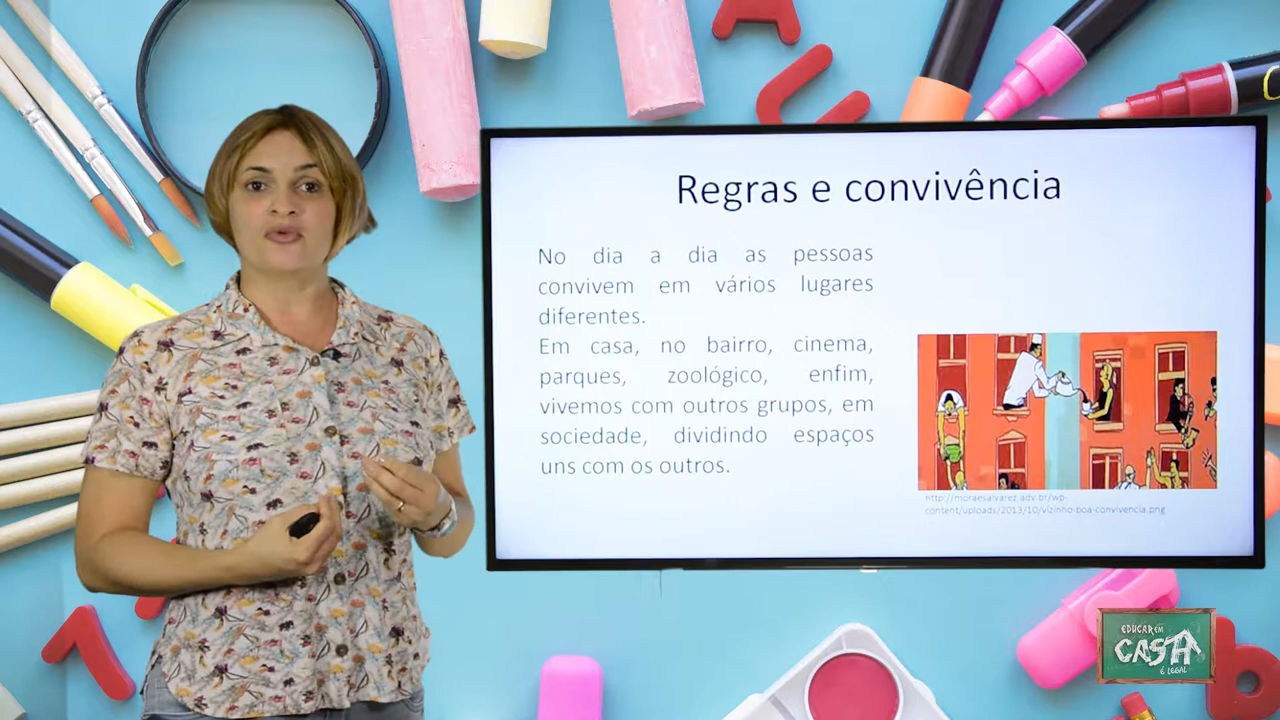 Regras e convivência
No dia a dia as pessoas
convivem em vários lugares
diferentes.
Em casa, no bairro, cinema,
parques, zoológico, enfim,
vivemos com outros grupos, em
sociedade, dividindo espaços
uns com os outros.
http://moraesalvarez.adv.br/wp-
content/uploads/2013/10/vizinho-boa-convivencia.png
EDUCAR EM
CASA
É LEGAL